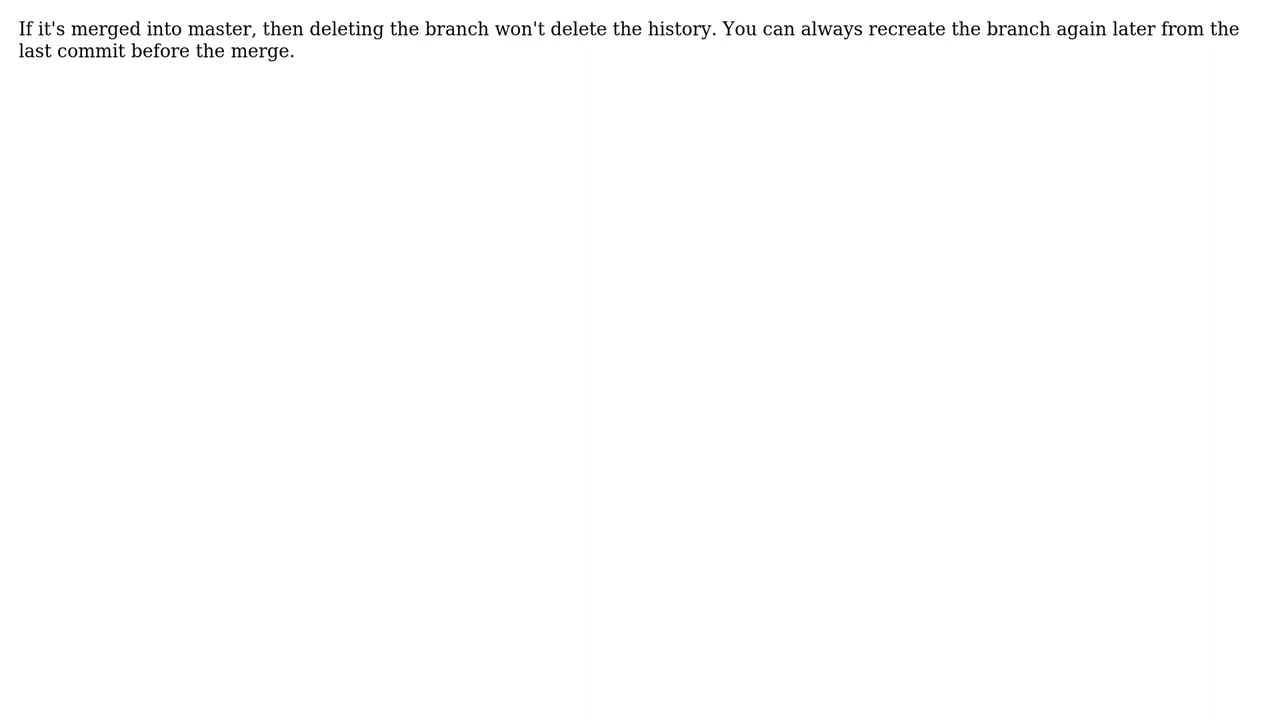 If it's merged into master, then deleting the branch won't delete the history. You can always recreate the branch again later from the
last commit before the merge.